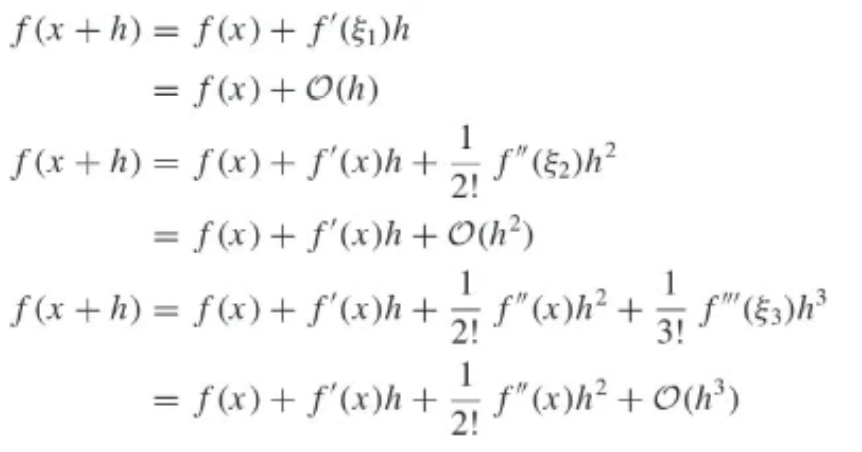 f(x + h) = f(x) + f′(ξ₁)h
= f(x) + 𝒪(h)
f(x + h) = f(x) + f′(x)h + 1/2! f″(ξ₂)h²
= f(x) + f′(x)h + 𝒪(h²)
f(x + h) = f(x) + f′(x)h + 1/2! f″(x)h² + 1/3! f‴(ξ₃)h³
= f(x) + f′(x)h + 1/2! f″(x)h² + 𝒪(h³)